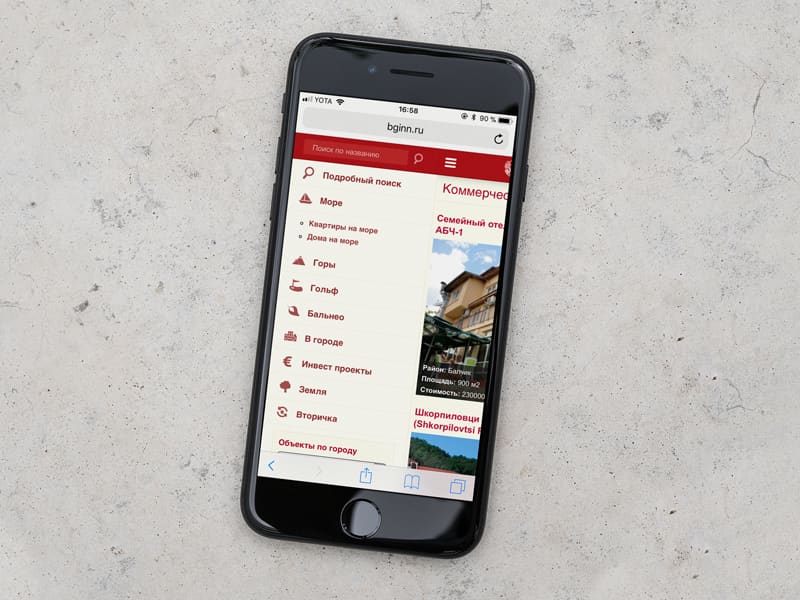 YOTA
16:58
90 %
bginn.ru
Поиск по названию
Подробный поиск
Море
Квартиры на море
Дома на море
Горы
Гольф
Бальнео
В городе
Инвест проекты
Земля
Вторичка
Объекты по городу
Семейный
АБЧ-1
Район: Балчик
Площадь: 900 м2
Стоимость: 230000
Шкорпиловци
(Shkorpilovtsi